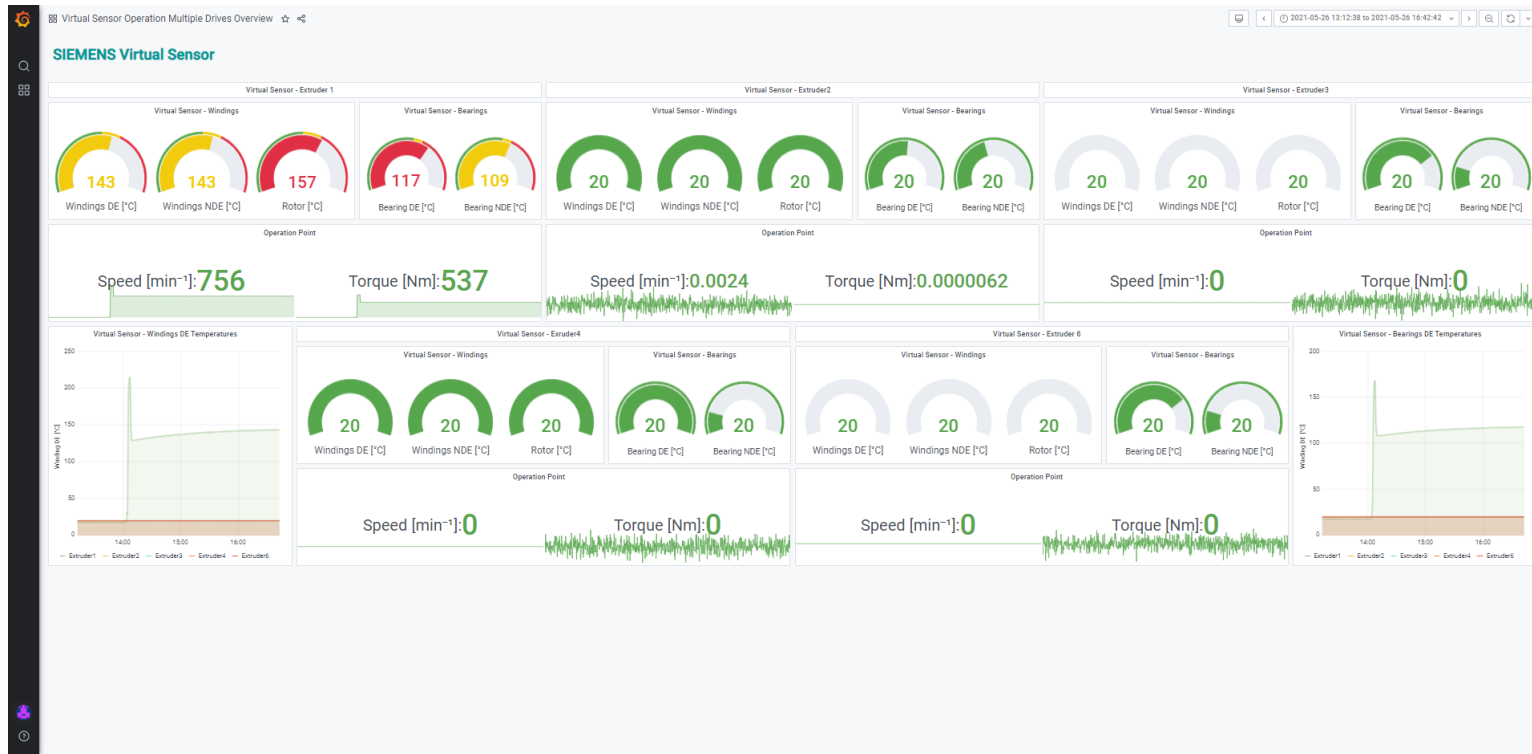 Virtual Sensor Operation Multiple Drives Overview
2021-05-26 13:12:38 to 2021-05-26 16:42:42
SIEMENS Virtual Sensor
Virtual Sensor - Extruder 1
Virtual Sensor - Windings
143
143
157
Windings DE [°C]
Windings NDE [°C]
Rotor [°C]
Virtual Sensor - Bearings
117
109
Bearing DE [°C]
Bearing NDE [°C]
Operation Point
Speed [min⁻¹]:756
Torque [Nm]:537
Virtual Sensor - Extruder2
Virtual Sensor - Windings
20
20
20
Windings DE [°C]
Windings NDE [°C]
Rotor [°C]
Virtual Sensor - Bearings
20
20
Bearing DE [°C]
Bearing NDE [°C]
Operation Point
Speed [min⁻¹]:0.0024
Torque [Nm]:0.0000062
Virtual Sensor - Extruder3
Virtual Sensor - Windings
20
20
20
Windings DE [°C]
Windings NDE [°C]
Rotor [°C]
Virtual Sensor - Bearings
20
20
Bearing DE [°C]
Bearing NDE [°C]
Operation Point
Speed [min⁻¹]:0
Torque [Nm]:0
Virtual Sensor - Windings DE Temperatures
Winding DE [°C]
250
200
150
100
50
0
14:00
15:00
16:00
Extruder1
Extruder2
Extruder3
Extruder4
Extruder6
Virtual Sensor - Exruder4
Virtual Sensor - Windings
20
20
20
Windings DE [°C]
Windings NDE [°C]
Rotor [°C]
Virtual Sensor - Bearings
20
20
Bearing DE [°C]
Bearing NDE [°C]
Operation Point
Speed [min⁻¹]:0
Torque [Nm]:0
Virtual Sensor - Extruder 6
Virtual Sensor - Windings
20
20
20
Windings DE [°C]
Windings NDE [°C]
Rotor [°C]
Virtual Sensor - Bearings
20
20
Bearing DE [°C]
Bearing NDE [°C]
Operation Point
Speed [min⁻¹]:0
Torque [Nm]:0
Virtual Sensor - Bearings DE Temperatures
Winding DE [°C]
200
150
100
50
0
14:00
15:00
16:00
Extruder1
Extruder2
Extruder3
Extruder4
Extruder6